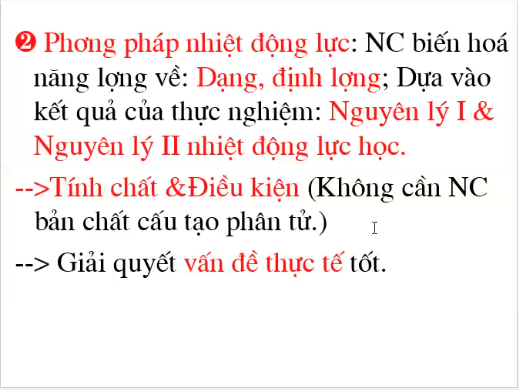 ❷ Phơng pháp nhiệt động lực: NC biến hoá
năng lợng về: Dạng, định lợng; Dựa vào
kết quả của thực nghiệm: Nguyên lý I &
Nguyên lý II nhiệt động lực học.
-->Tính chất &Điều kiện (Không cần NC
bản chất cấu tạo phân tử.)
--> Giải quyết vấn đề thực tế tốt.